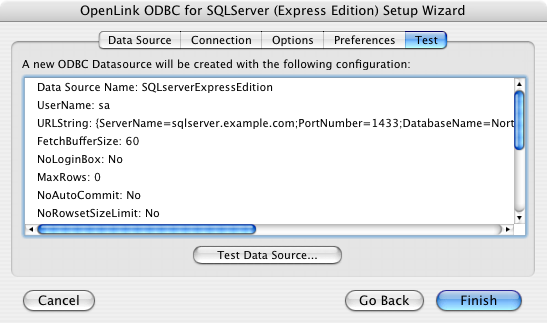 OpenLink ODBC for SQLServer (Express Edition) Setup Wizard
Data Source Connection Options Preferences Test
A new ODBC Datasource will be created with the following configuration:
Data Source Name: SQLserverExpressEdition
UserName: sa
URLString: {ServerName=sqlserver.example.com;PortNumber=1433;DatabaseName=Nort
FetchBufferSize: 60
NoLoginBox: No
MaxRows: 0
NoAutoCommit: No
NoRowsetSizeLimit: No
Test Data Source...
Cancel Go Back Finish